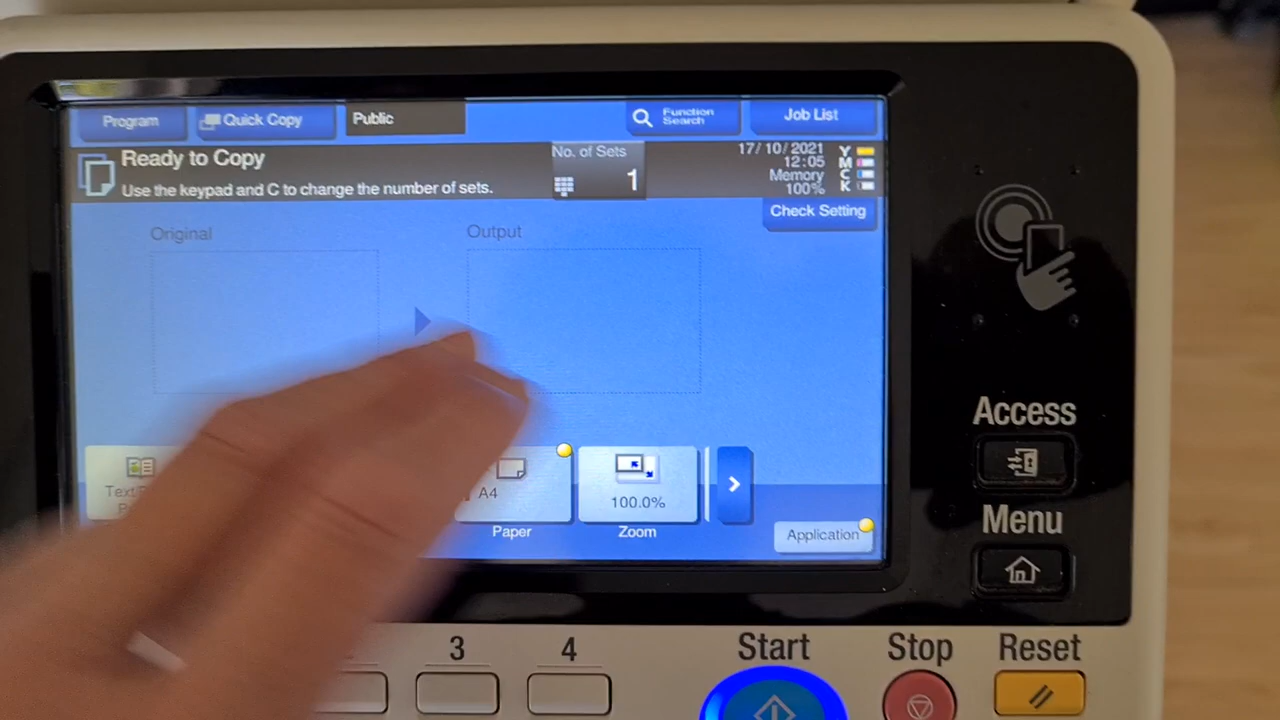 Program
Quick Copy
Public
Function Search
Job List
Ready to Copy
Use the keypad and C to change the number of sets.
No. of Sets
1
17/10/2021
12:05
Memory
100%
Y
M
C
K
Check Setting
Original
Output
A4
Paper
100.0%
Zoom
Application
Access
Menu
3
4
Start
Stop
Reset